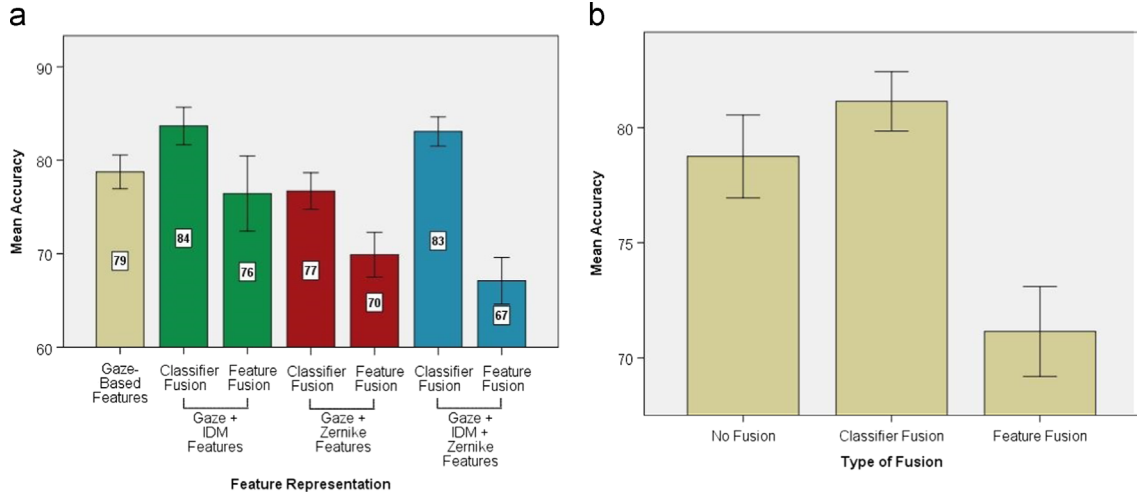 a
Mean Accuracy
90
80
70
60
79
84
76
77
70
83
67
Gaze-
Based
Features
Classifier
Fusion
Feature
Fusion
Classifier
Fusion
Feature
Fusion
Classifier
Fusion
Feature
Fusion
Gaze +
IDM
Features
Gaze +
Zernike
Features
Gaze +
IDM +
Zernike
Features
Feature Representation
b
Mean Accuracy
80
75
70
No Fusion
Classifier Fusion
Feature Fusion
Type of Fusion